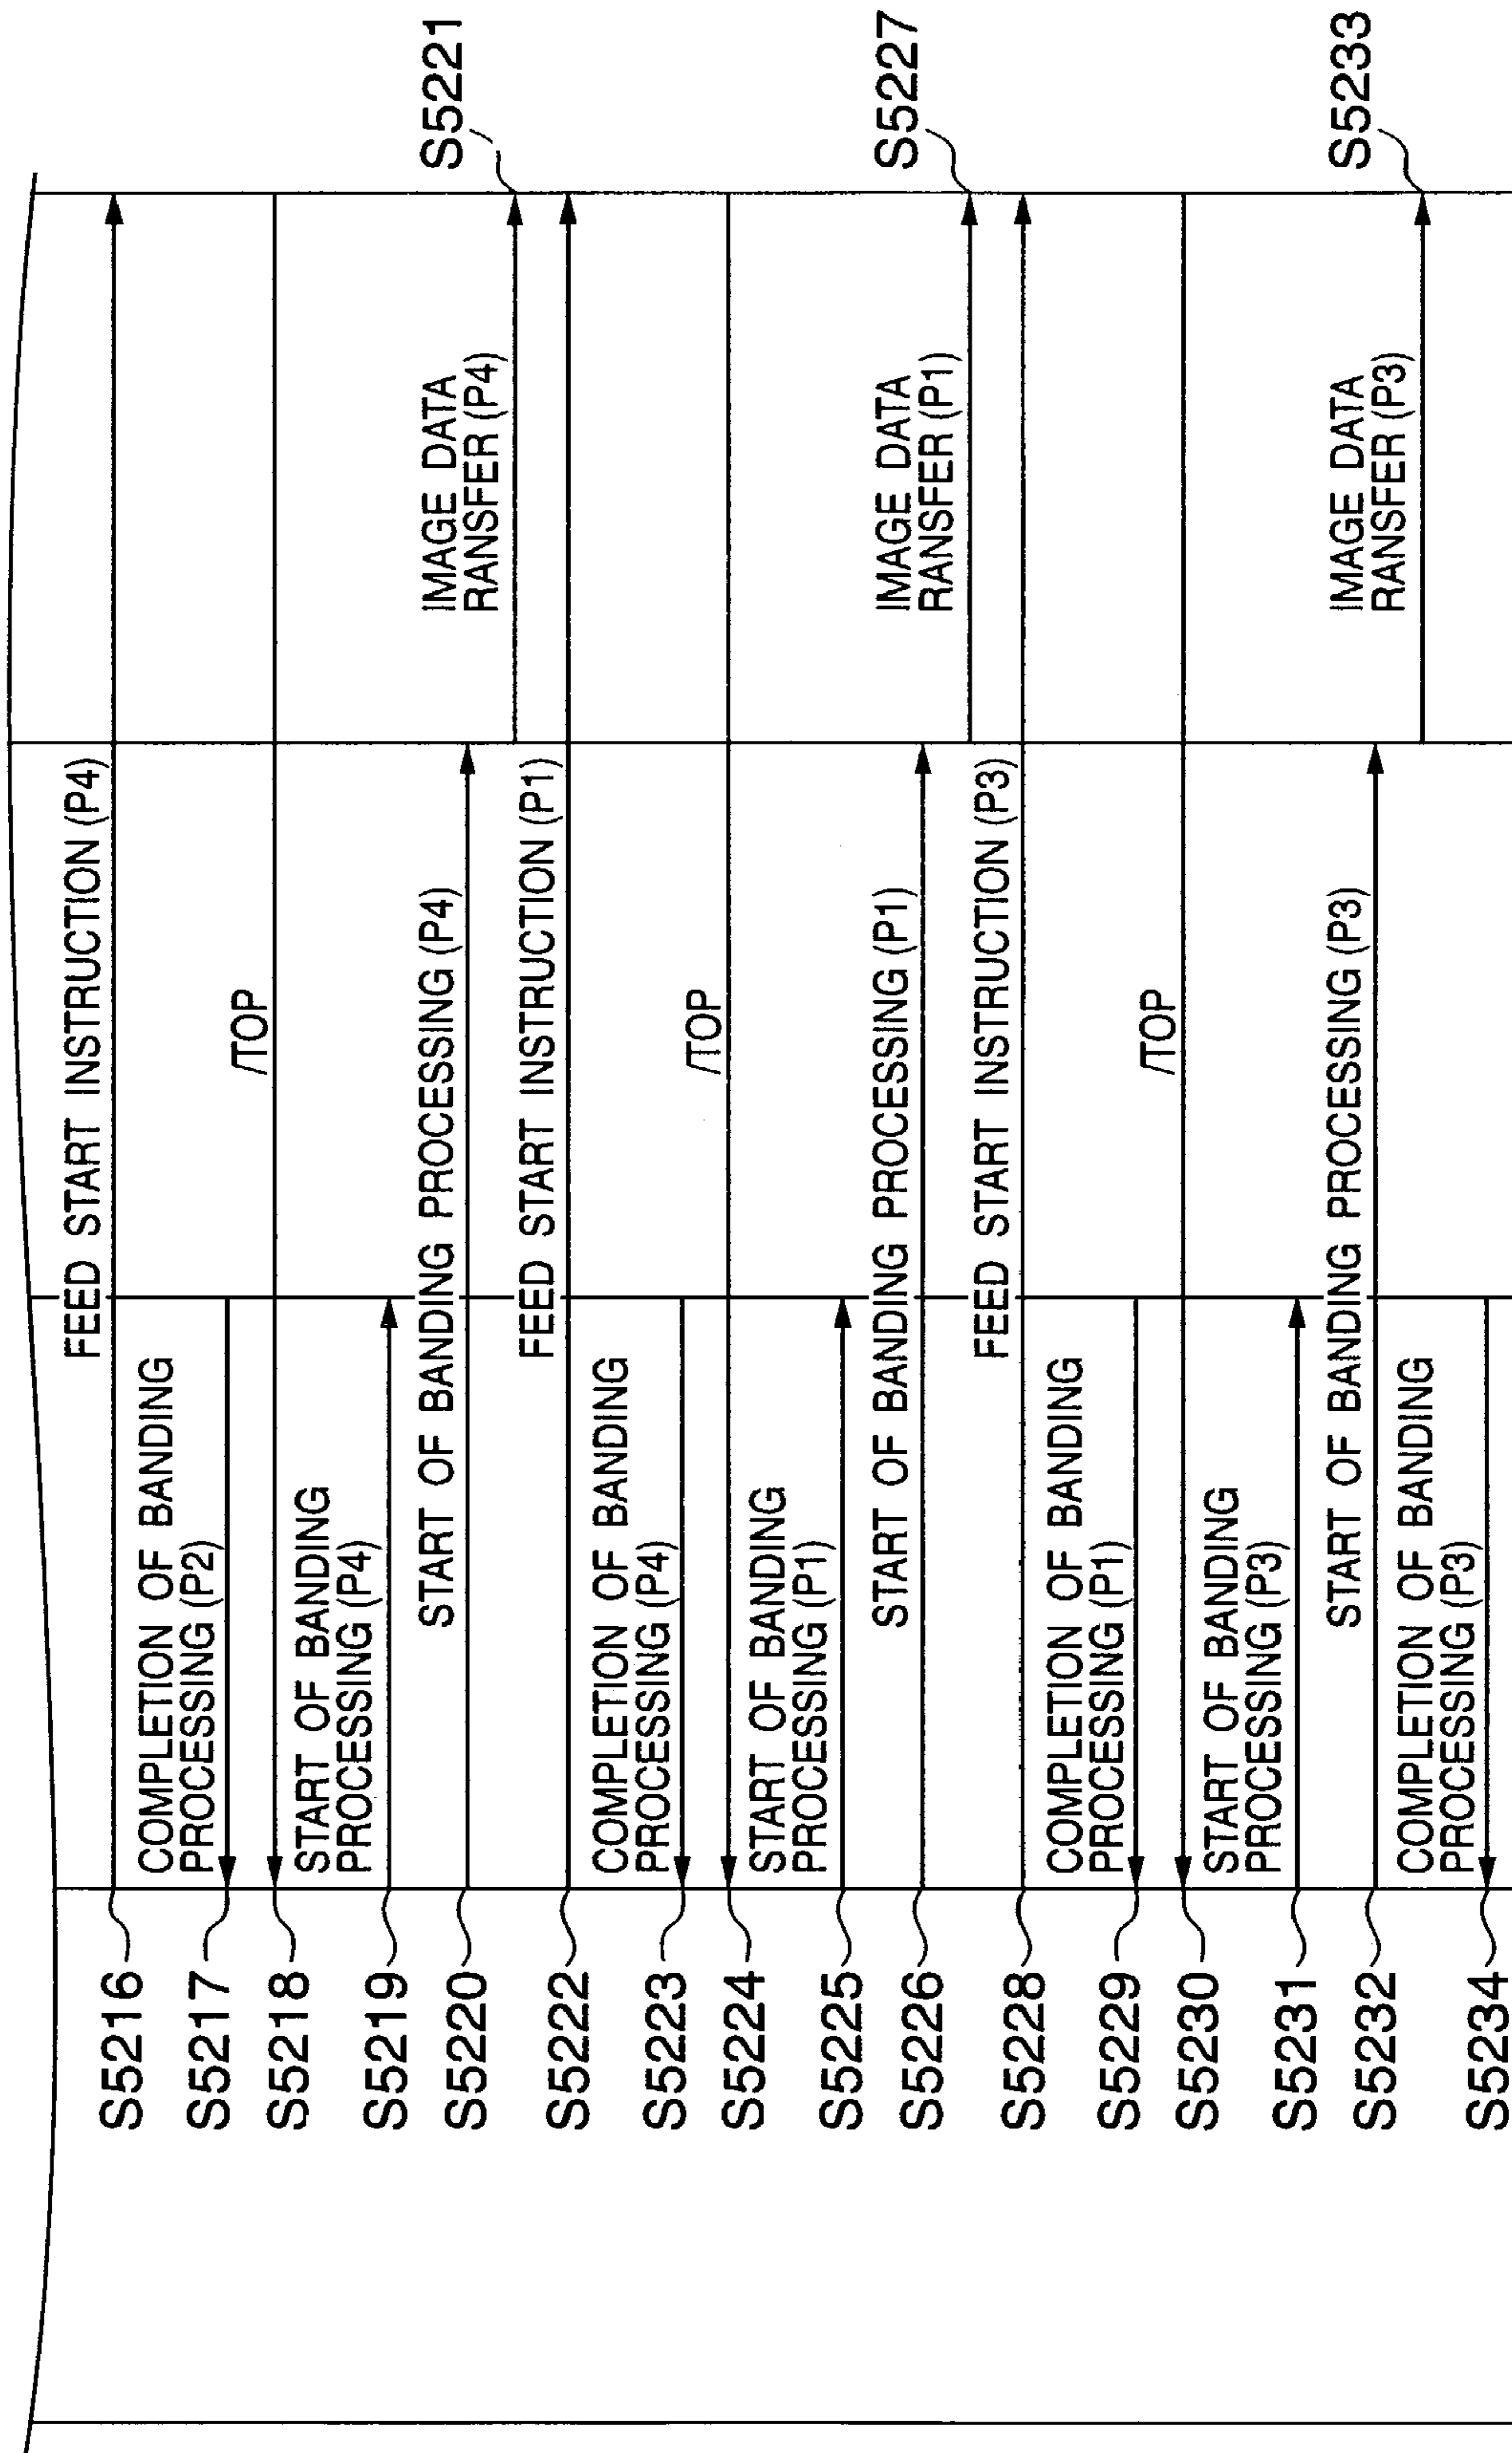 S5216
FEED START INSTRUCTION (P4)
S5217
COMPLETION OF BANDING
PROCESSING (P2)
S5218
/TOP
S5219
START OF BANDING
PROCESSING (P4)
S5220
START OF BANDING PROCESSING (P4)
IMAGE DATA
RANSFER (P4)
S5221
S5222
FEED START INSTRUCTION (P1)
S5223
COMPLETION OF BANDING
PROCESSING (P4)
S5224
/TOP
S5225
START OF BANDING
PROCESSING (P1)
S5226
START OF BANDING PROCESSING (P1)
IMAGE DATA
RANSFER (P1)
S5227
S5228
FEED START INSTRUCTION (P3)
S5229
COMPLETION OF BANDING
PROCESSING (P1)
S5230
/TOP
S5231
START OF BANDING
PROCESSING (P3)
S5232
START OF BANDING PROCESSING (P3)
IMAGE DATA
RANSFER (P3)
S5233
S5234
COMPLETION OF BANDING
PROCESSING (P3)